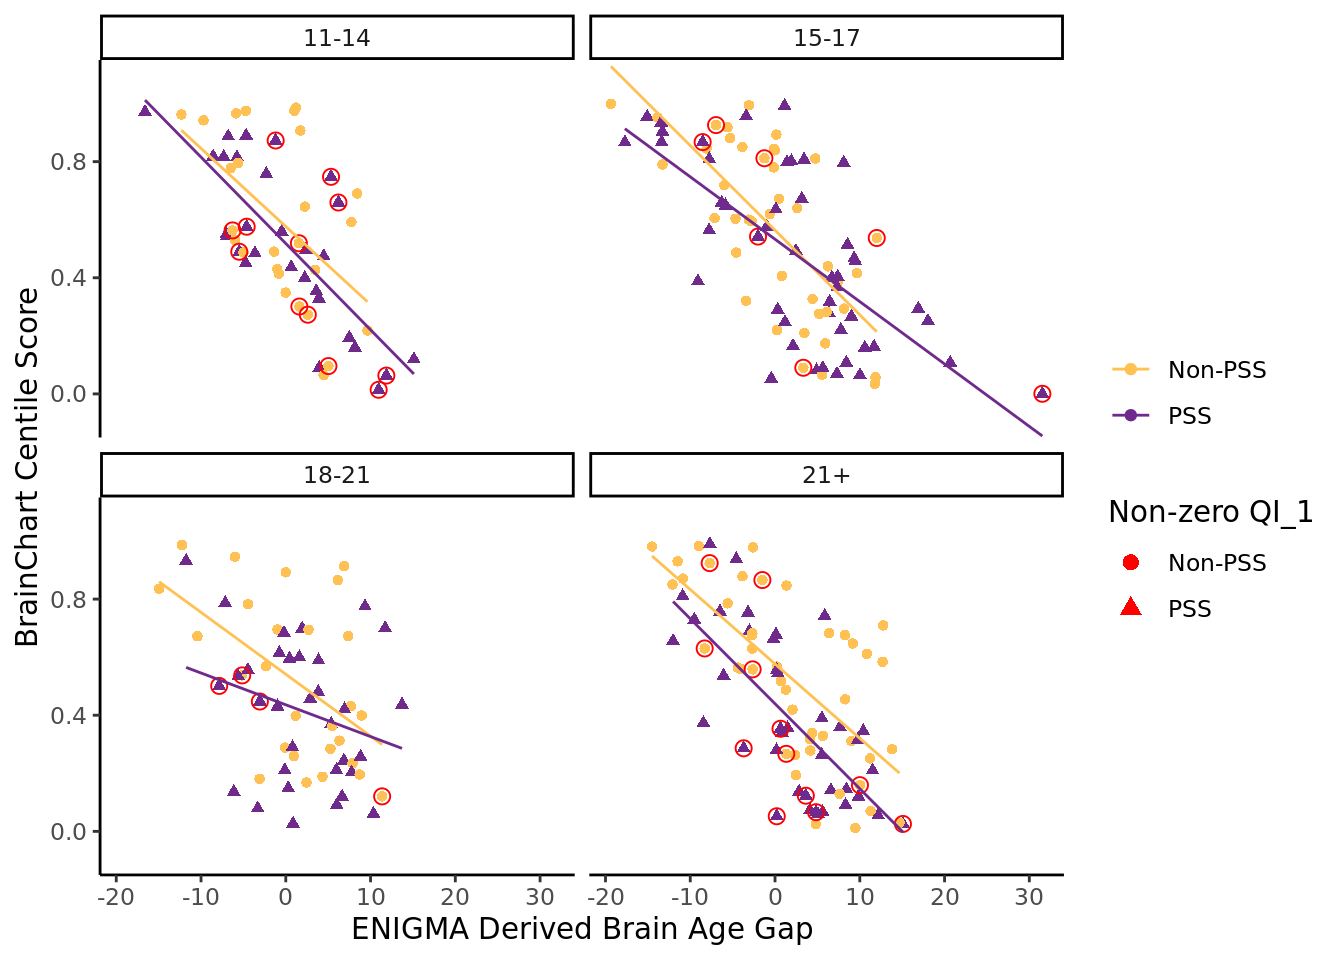 11-14
15-17
0.8
0.4
0.0
18-21
21+
0.8
0.4
0.0
-20 -10 0 10 20 30
-20 -10 0 10 20 30
ENIGMA Derived Brain Age Gap
BrainChart Centile Score
Non-PSS
PSS
Non-zero QI_1
Non-PSS
PSS